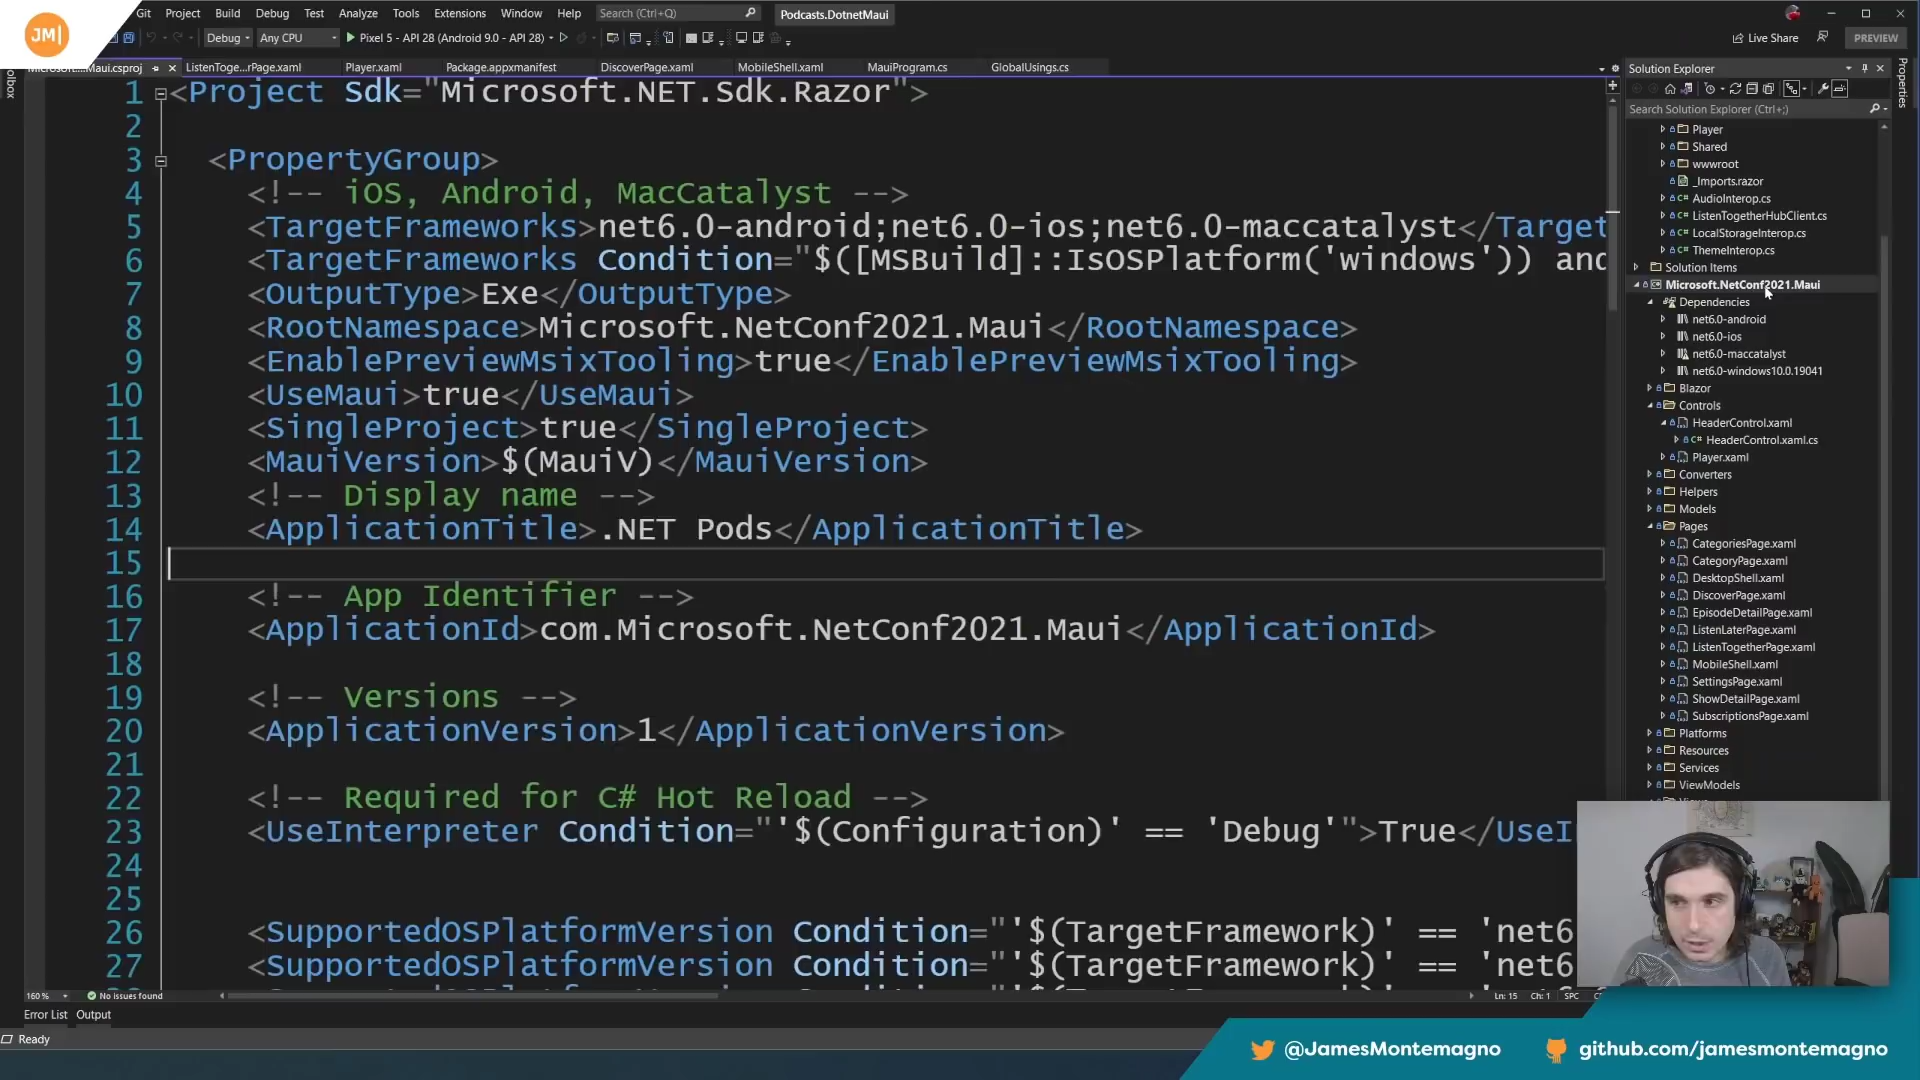 JM|
Git Project Build Debug Test Analyze Tools Extensions Window Help Search (Ctrl+Q) Podcasts.DotnetMaui
Debug Any CPU Pixel 5 - API 28 (Android 9.0 - API 28) Live Share PREVIEW
ListenToge...rPage.xaml Player.xaml Package.appxmanifest DiscoverPage.xaml MobileShell.xaml MauiProgram.cs GlobalUsings.cs
1 <Project Sdk="Microsoft.NET.Sdk.Razor">
2
3 <PropertyGroup>
4 <!-- iOS, Android, MacCatalyst -->
5 <TargetFrameworks>net6.0-android;net6.0-ios;net6.0-maccatalyst</Target
6 <TargetFrameworks Condition="$([MSBuild]::IsOSPlatform('windows')) and
7 <OutputType>Exe</OutputType>
8 <RootNamespace>Microsoft.NetConf2021.Maui</RootNamespace>
9 <EnablePreviewMsixTooling>true</EnablePreviewMsixTooling>
10 <UseMaui>true</UseMaui>
11 <SingleProject>true</SingleProject>
12 <MauiVersion>$(MauiV)</MauiVersion>
13 <!-- Display name -->
14 <ApplicationTitle>.NET Pods</ApplicationTitle>
15
16 <!-- App Identifier -->
17 <ApplicationId>com.Microsoft.NetConf2021.Maui</ApplicationId>
18
19 <!-- Versions -->
20 <ApplicationVersion>1</ApplicationVersion>
21
22 <!-- Required for C# Hot Reload -->
23 <UseInterpreter Condition="'$(Configuration)' == 'Debug'">True</UseI
24
25
26 <SupportedOSPlatformVersion Condition="'$(TargetFramework)' == 'net6
27 <SupportedOSPlatformVersion Condition="'$(TargetFramework)' == 'net6
160 % No issues found Ln: 15 Ch: 1 SPC
Error List Output
Ready
Solution Explorer
Search Solution Explorer (Ctrl+;)
Player
Shared
wwwroot
_Imports.razor
AudioInterop.cs
ListenTogetherHubClient.cs
LocalStorageInterop.cs
ThemeInterop.cs
Solution Items
Microsoft.NetConf2021.Maui
Dependencies
net6.0-android
net6.0-ios
net6.0-maccatalyst
net6.0-windows10.0.19041
Blazor
Controls
HeaderControl.xaml
HeaderControl.xaml.cs
Player.xaml
Converters
Helpers
Models
Pages
CategoriesPage.xaml
CategoryPage.xaml
DesktopShell.xaml
DiscoverPage.xaml
EpisodeDetailPage.xaml
ListenLaterPage.xaml
ListenTogetherPage.xaml
MobileShell.xaml
SettingsPage.xaml
ShowDetailPage.xaml
SubscriptionsPage.xaml
Platforms
Resources
Services
ViewModels
Properties
@JamesMontemagno github.com/jamesmontemagno